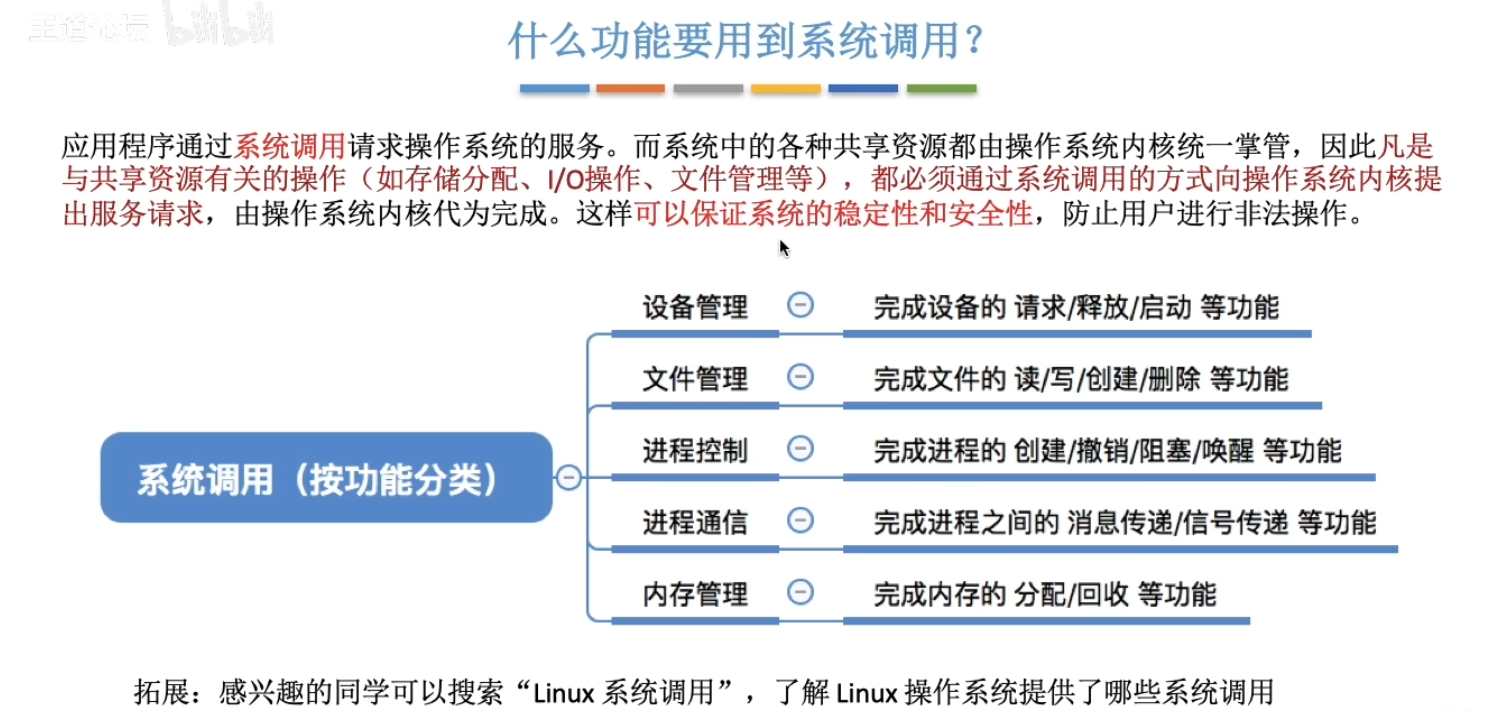 王道论坛 bilibili
什么功能要用到系统调用？
应用程序通过系统调用请求操作系统的服务。而系统中的各种共享资源都由操作系统内核统一掌管，因此凡是
与共享资源有关的操作（如存储分配、I/O操作、文件管理等），都必须通过系统调用的方式向操作系统内核提
出服务请求，由操作系统内核代为完成。这样可以保证系统的稳定性和安全性，防止用户进行非法操作。
设备管理 完成设备的 请求/释放/启动 等功能
文件管理 完成文件的 读/写/创建/删除 等功能
系统调用（按功能分类）
进程控制 完成进程的 创建/撤销/阻塞/唤醒 等功能
进程通信 完成进程之间的 消息传递/信号传递 等功能
内存管理 完成内存的 分配/回收 等功能
拓展：感兴趣的同学可以搜索“Linux 系统调用”，了解 Linux 操作系统提供了哪些系统调用